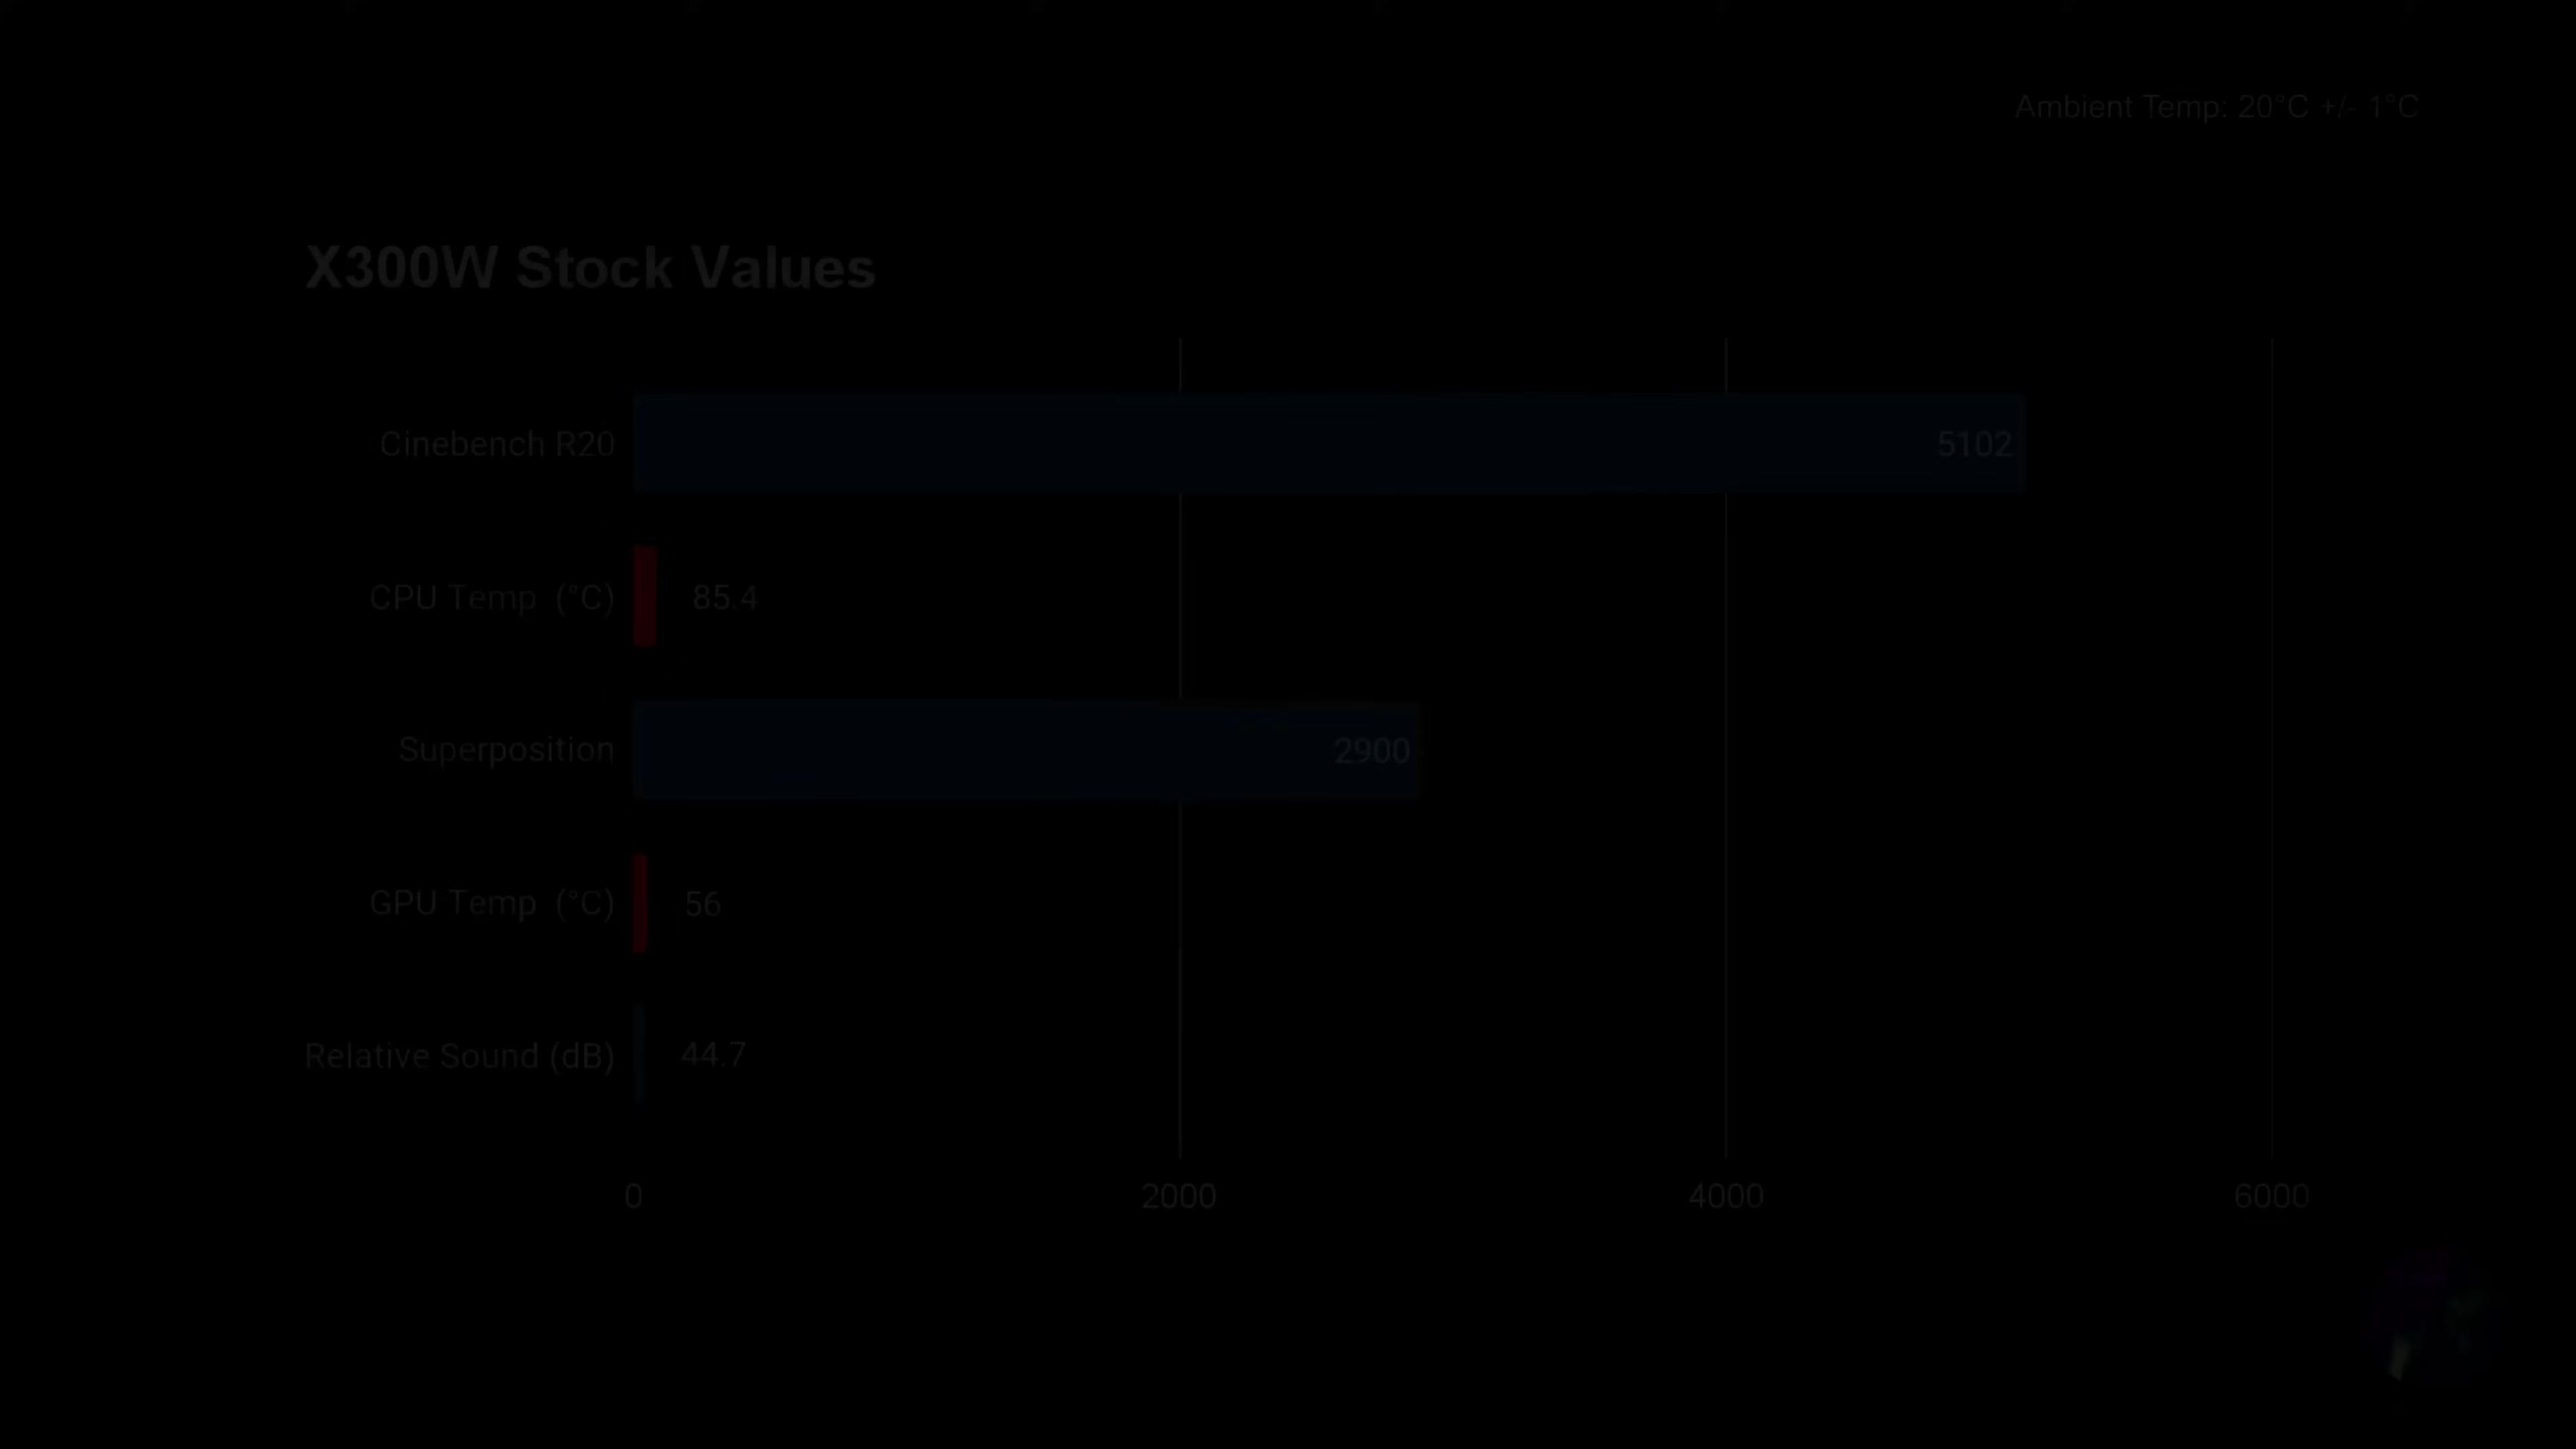 Ambient Temp: 20°C +/- 1°C
X300W Stock Values
Cinebench R20 5102
CPU Temp (°C) 85.4
Superposition 2900
GPU Temp (°C) 56
Relative Sound (dB) 44.7
0 2000 4000 6000